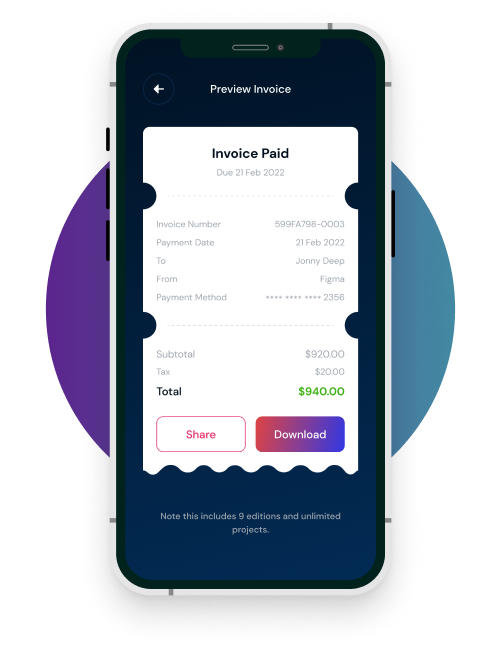 Preview Invoice
Invoice Paid
Due 21 Feb 2022
Invoice Number 599FA798-0003
Payment Date 21 Feb 2022
To Jonny Deep
From Figma
Payment Method **** **** **** 2356
Subtotal $920.00
Tax $20.00
Total $940.00
Share Download
Note this includes 9 editions and unlimited
projects.